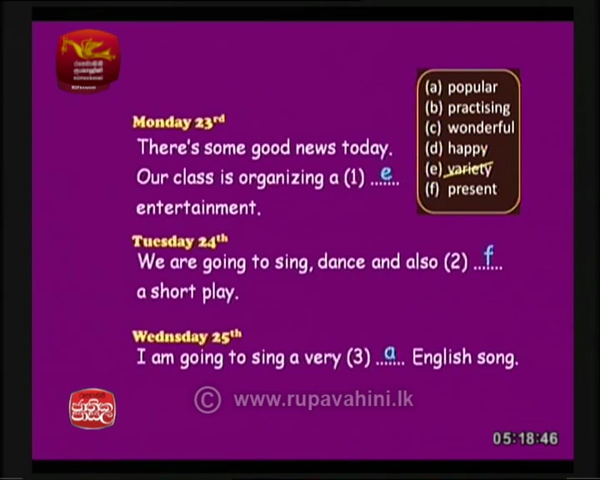 (a) popular
(b) practising
(c) wonderful
(d) happy
(e) variety
(f) present
Monday 23rd
There's some good news today.
Our class is organizing a (1) ...e....
entertainment.
Tuesday 24th
We are going to sing, dance and also (2) ...f...
a short play.
Wednsday 25th
I am going to sing a very (3) ...a.... English song.
© www.rupavahini.lk
05:18:46